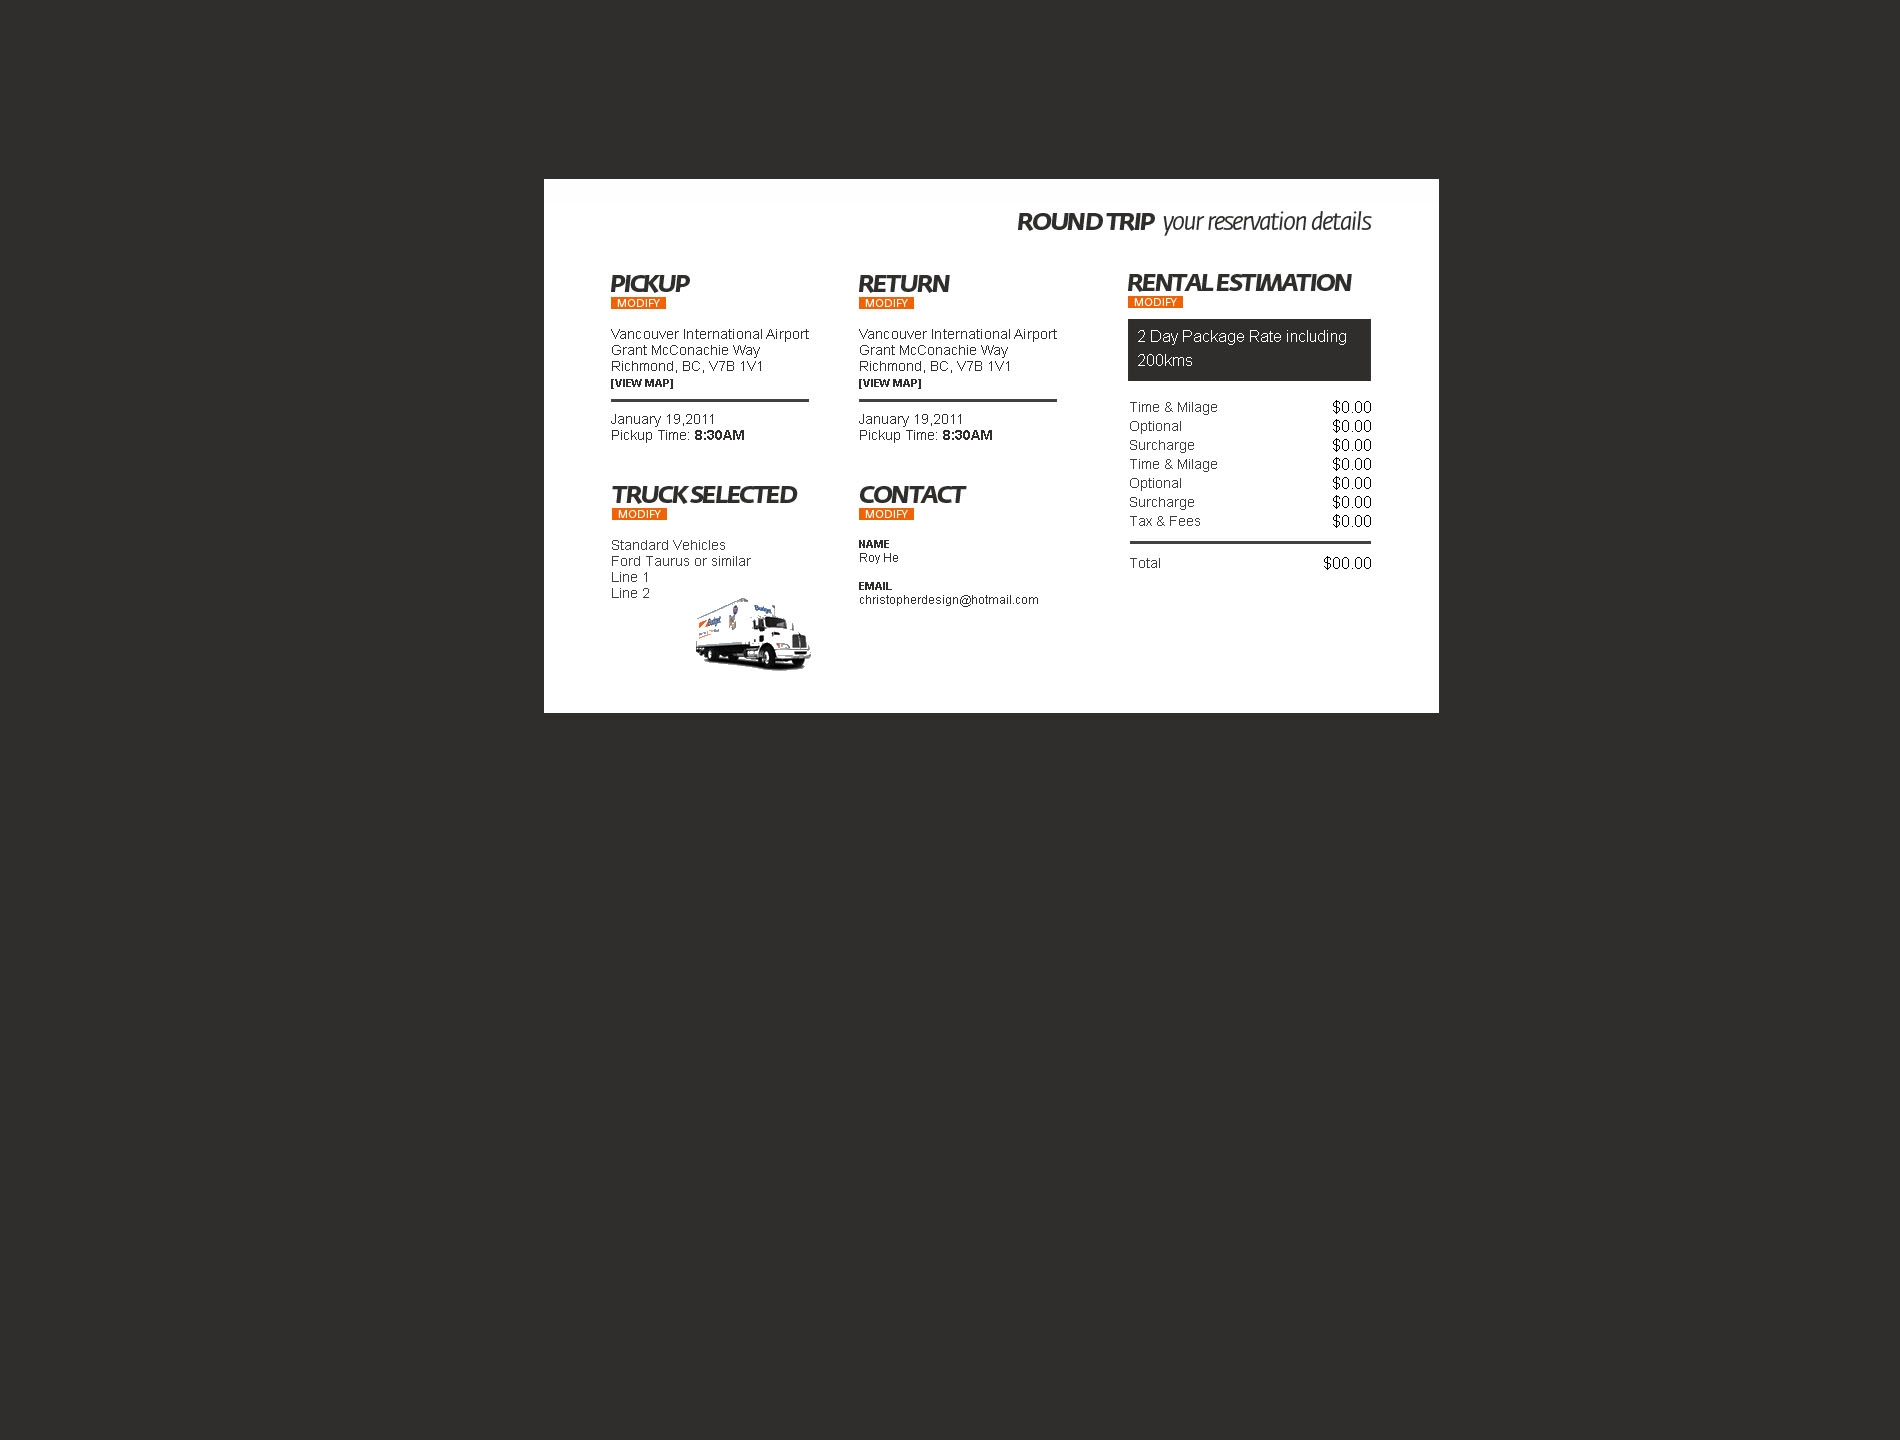 ROUND TRIP your reservation details
PICKUP
MODIFY
Vancouver International Airport
Grant McConachie Way
Richmond, BC, V7B 1V1
[VIEW MAP]
January 19,2011
Pickup Time: 8:30AM
RETURN
MODIFY
Vancouver International Airport
Grant McConachie Way
Richmond, BC, V7B 1V1
[VIEW MAP]
January 19,2011
Pickup Time: 8:30AM
RENTAL ESTIMATION
MODIFY
2 Day Package Rate including
200kms
Time & Milage $0.00
Optional $0.00
Surcharge $0.00
Time & Milage $0.00
Optional $0.00
Surcharge $0.00
Tax & Fees $0.00
Total $00.00
TRUCK SELECTED
MODIFY
Standard Vehicles
Ford Taurus or similar
Line 1
Line 2
Budget
Budget
CONTACT
MODIFY
NAME
Roy He
EMAIL
christopherdesign@hotmail.com